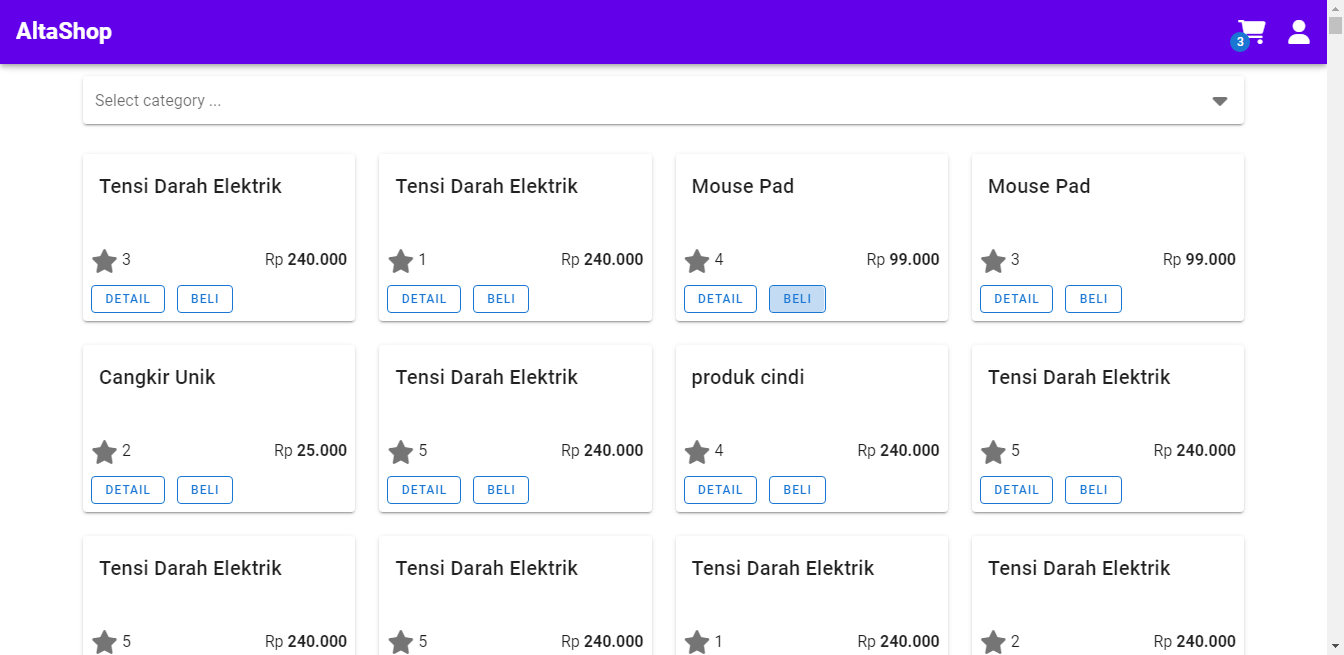 AltaShop
3
Select category ...
Tensi Darah Elektrik
3 Rp 240.000
DETAIL BELI
Tensi Darah Elektrik
1 Rp 240.000
DETAIL BELI
Mouse Pad
4 Rp 99.000
DETAIL BELI
Mouse Pad
3 Rp 99.000
DETAIL BELI
Cangkir Unik
2 Rp 25.000
DETAIL BELI
Tensi Darah Elektrik
5 Rp 240.000
DETAIL BELI
produk cindi
4 Rp 240.000
DETAIL BELI
Tensi Darah Elektrik
5 Rp 240.000
DETAIL BELI
Tensi Darah Elektrik
5 Rp 240.000
Tensi Darah Elektrik
5 Rp 240.000
Tensi Darah Elektrik
1 Rp 240.000
Tensi Darah Elektrik
2 Rp 240.000